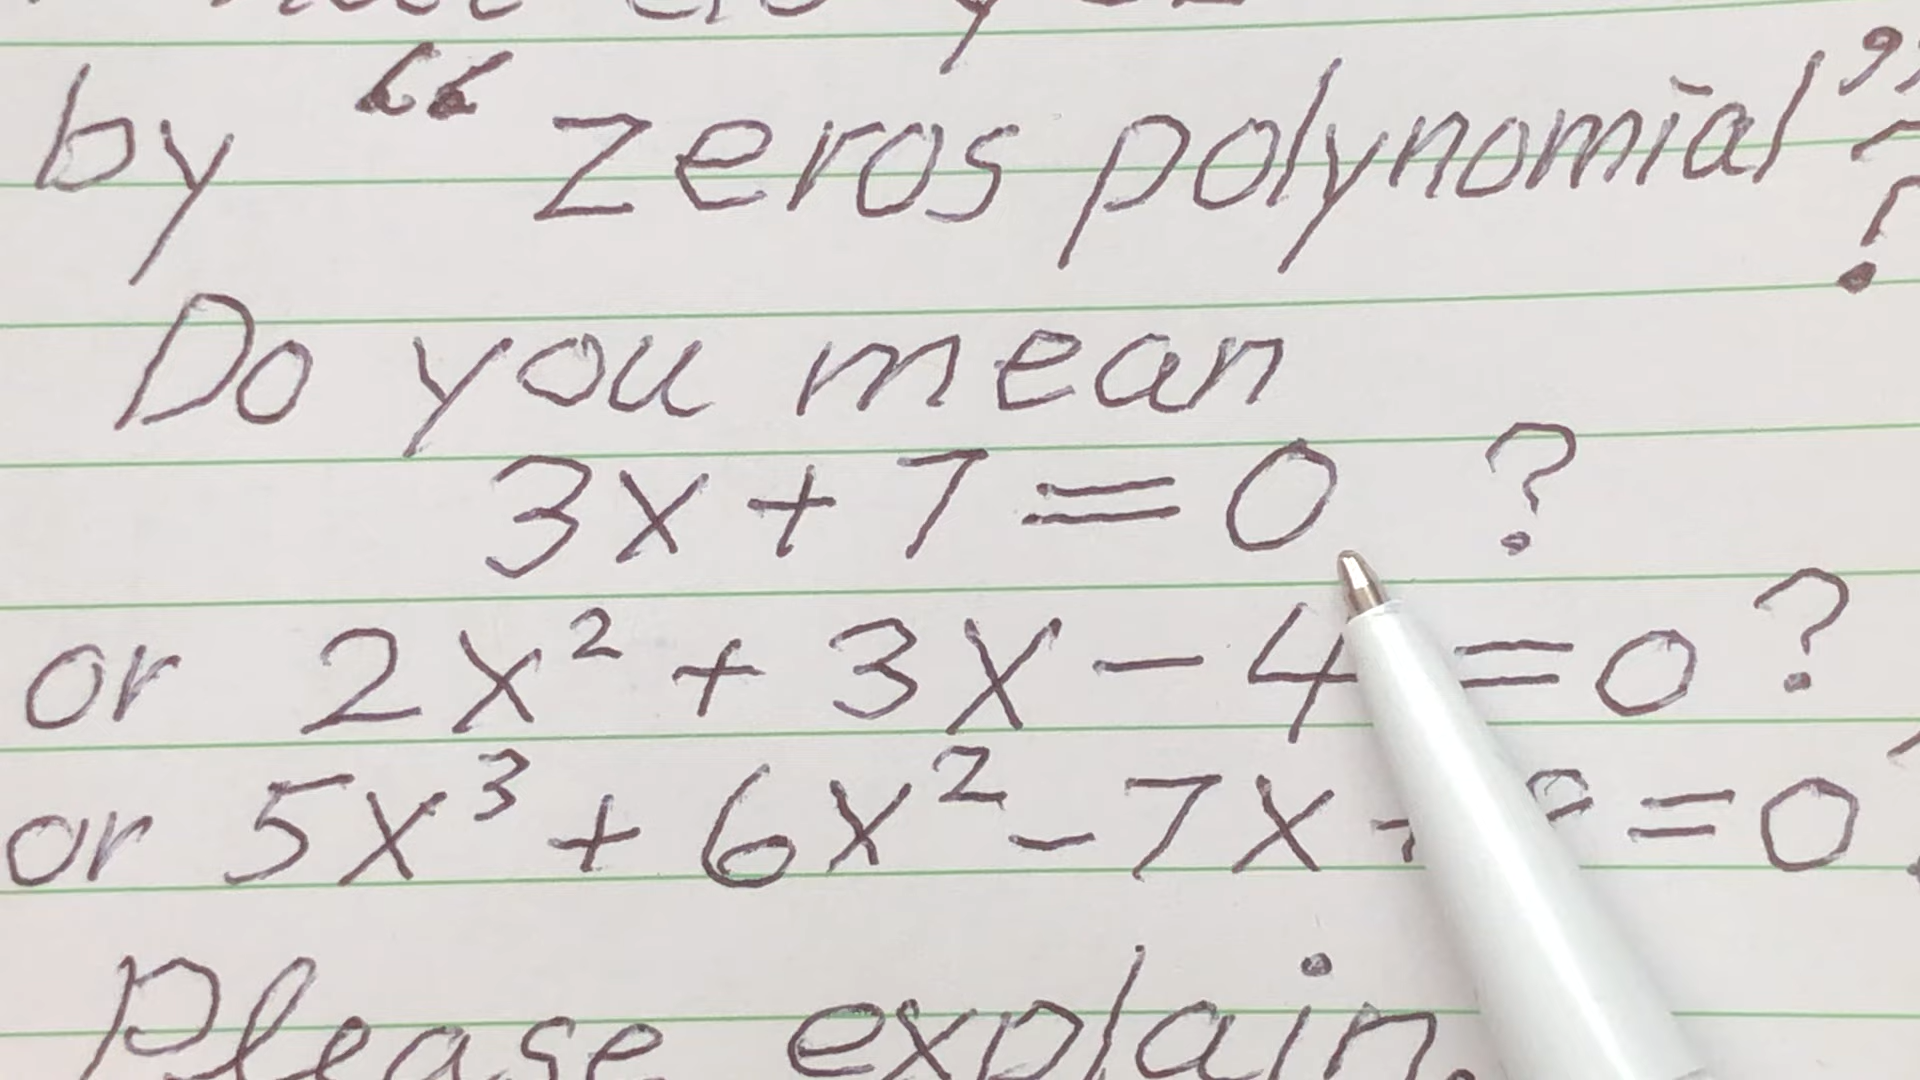 by “ zeros polynomial ” ?
Do you mean
3x + 7 = 0 ?
or 2x² + 3x - 4 = 0 ?
or 5x³ + 6x² - 7x + = 0 ?
Please explain.